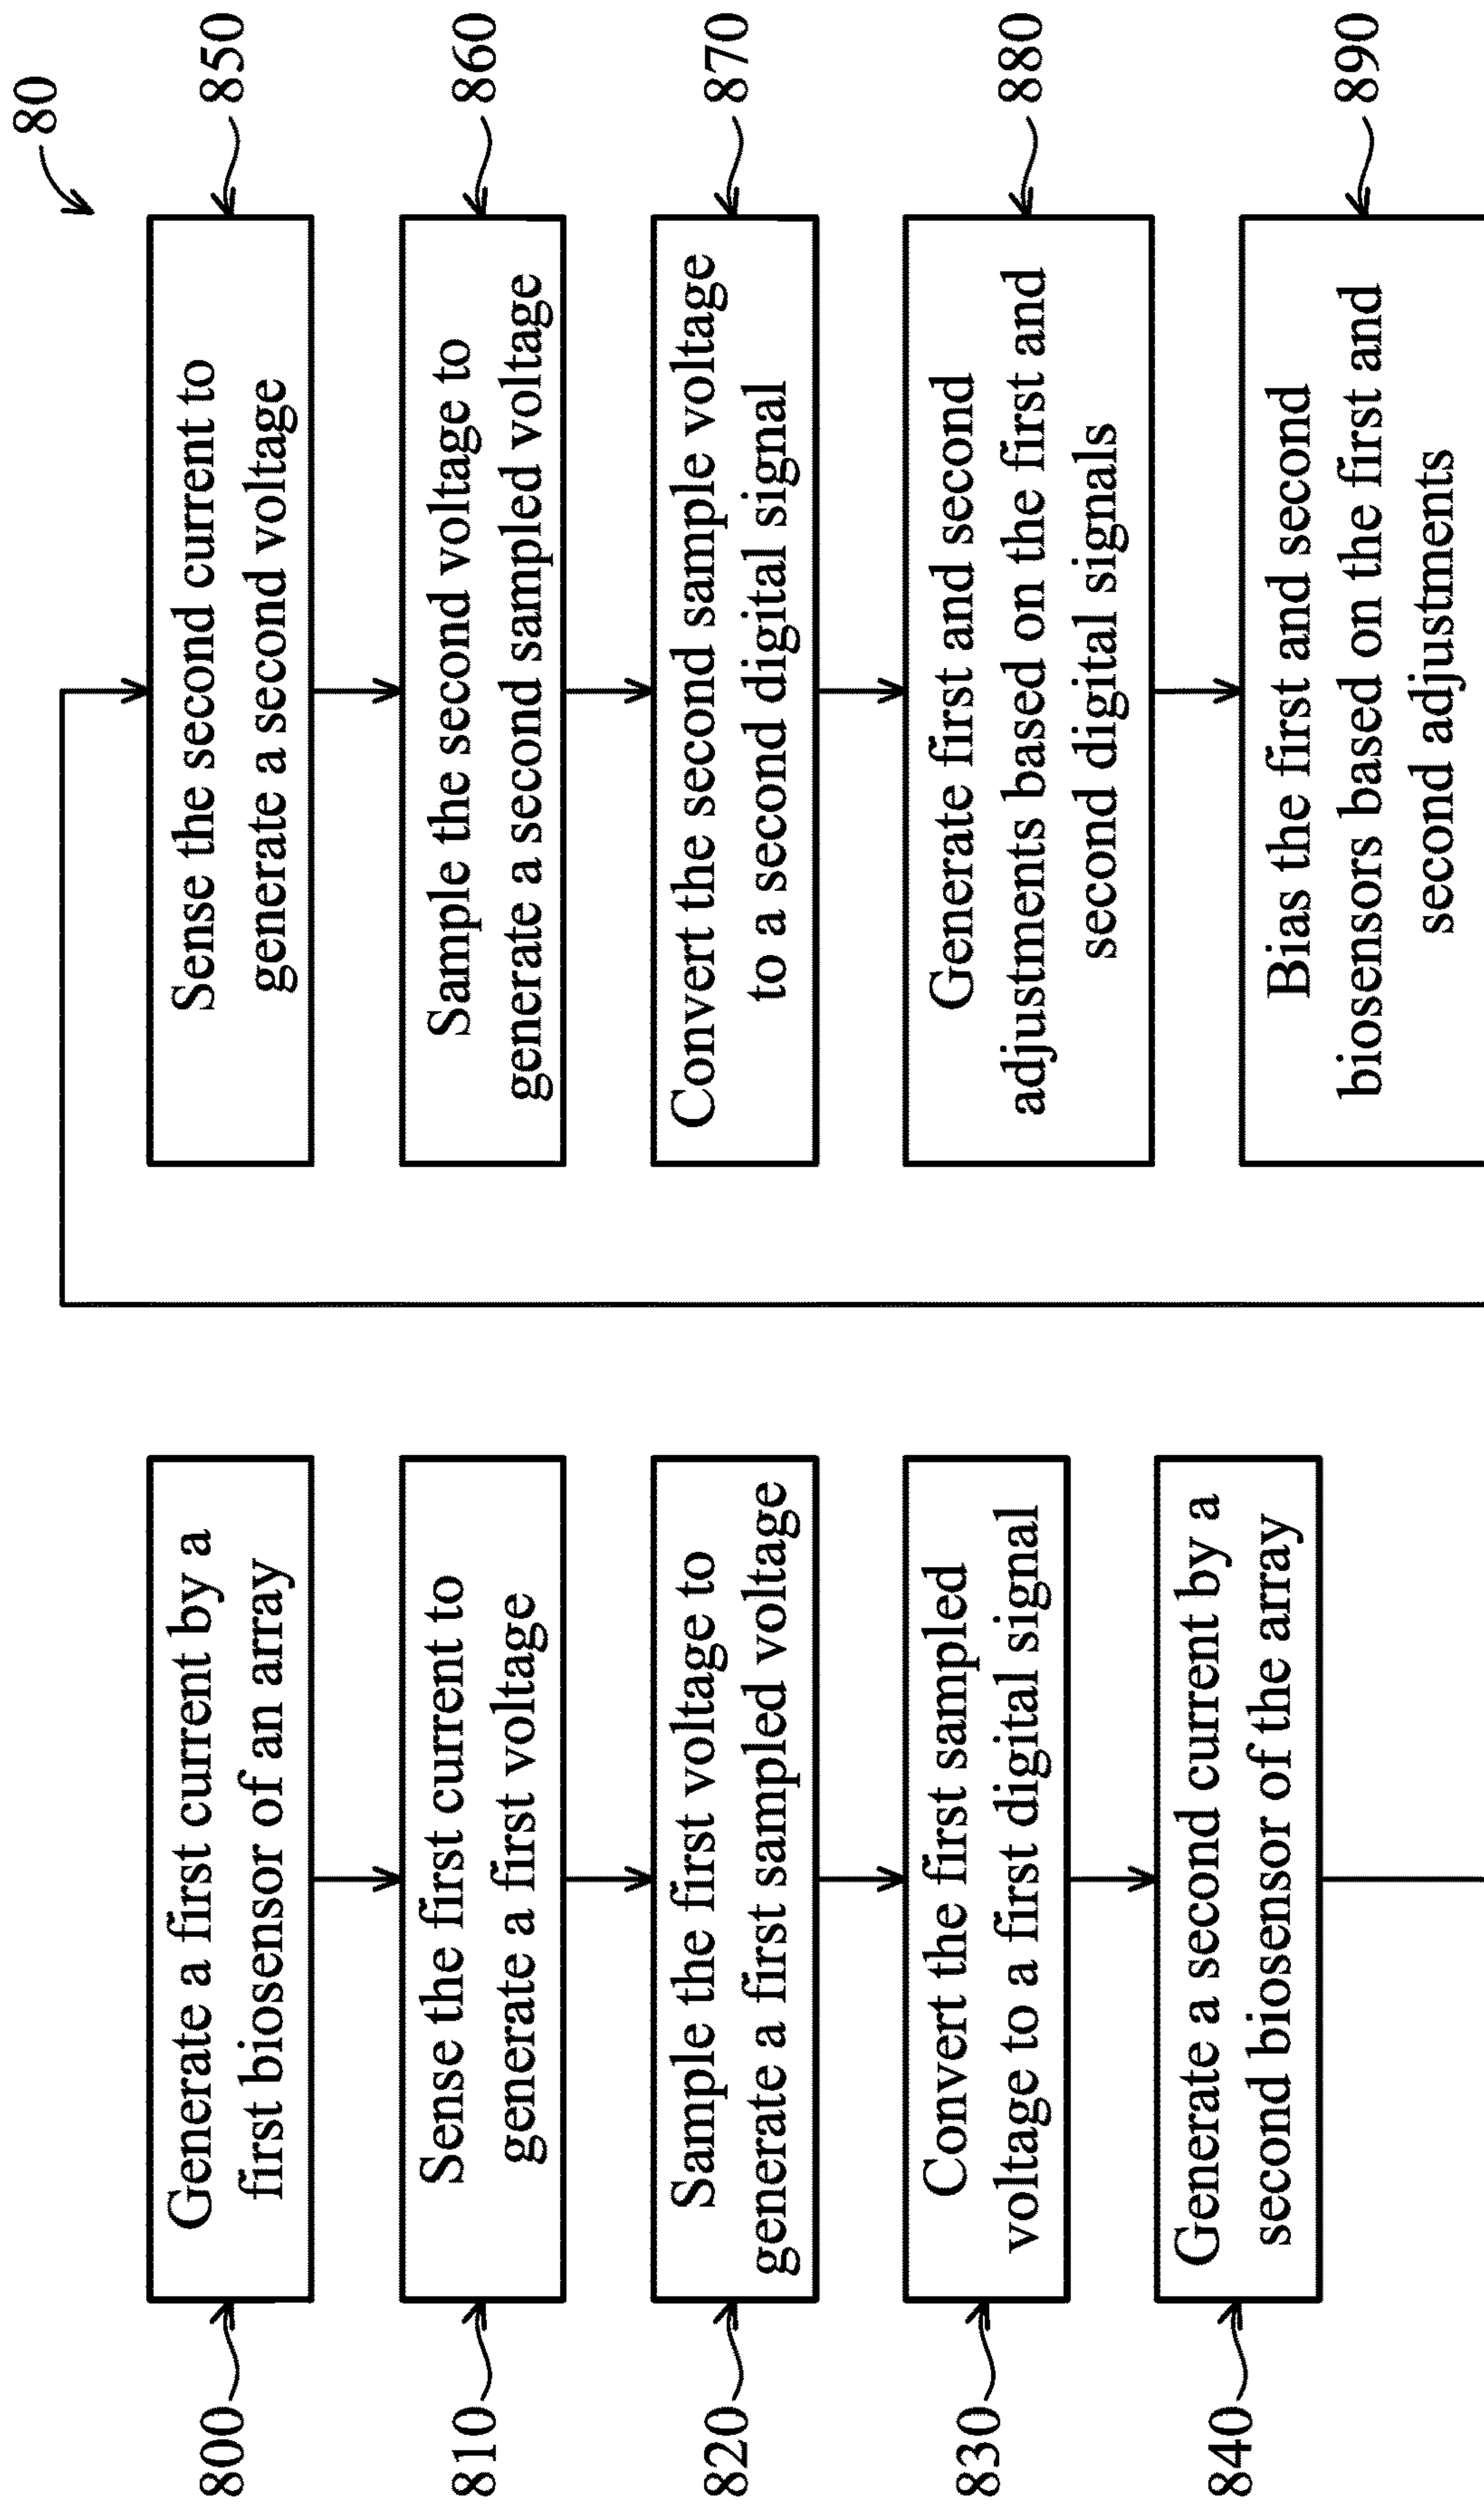 80
800
Generate a first current by a
first biosensor of an array
810
Sense the first current to
generate a first voltage
820
Sample the first voltage to
generate a first sampled voltage
830
Convert the first sampled
voltage to a first digital signal
840
Generate a second current by a
second biosensor of the array
850
Sense the second current to
generate a second voltage
860
Sample the second voltage to
generate a second sampled voltage
870
Convert the second sample voltage
to a second digital signal
880
Generate first and second
adjustments based on the first and
second digital signals
890
Bias the first and second
biosensors based on the first and
second adjustments